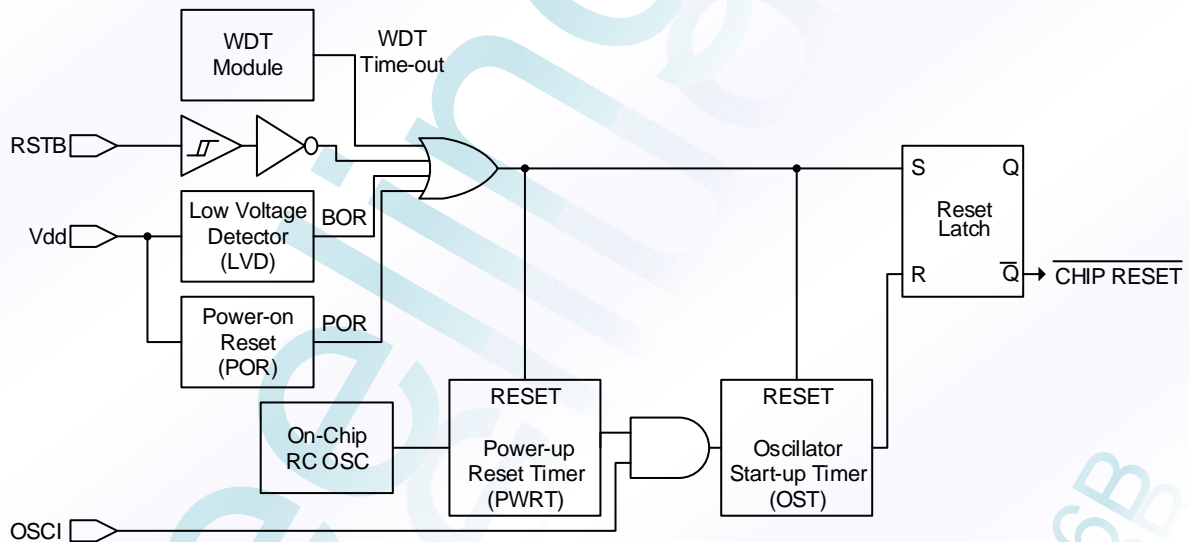 WDT
Module
WDT
Time-out
RSTB
Vdd
Low Voltage
Detector
(LVD)
BOR
Power-on
Reset
(POR)
POR
S
Q
Reset
Latch
R
Q
CHIP RESET
On-Chip
RC OSC
RESET
Power-up
Reset Timer
(PWRT)
RESET
Oscillator
Start-up Timer
(OST)
OSCI
6B